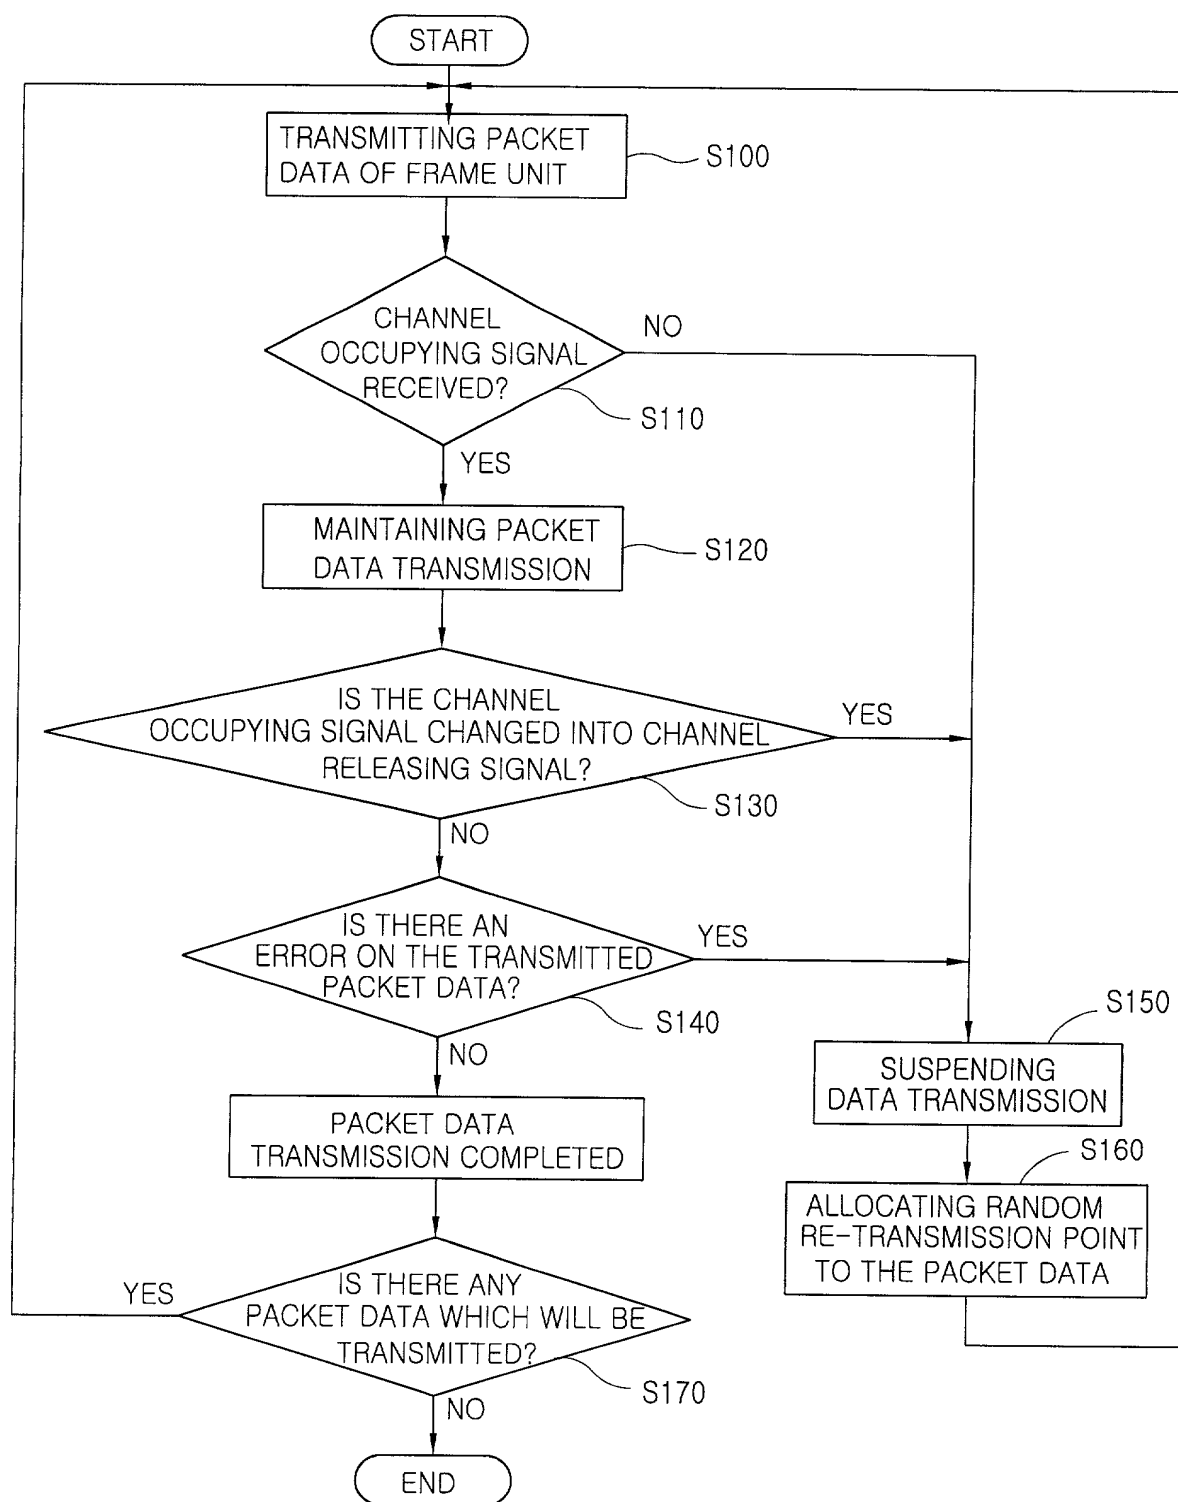 START
TRANSMITTING PACKET
DATA OF FRAME UNIT
S100
CHANNEL
OCCUPYING SIGNAL
RECEIVED?
NO
S110
YES
MAINTAINING PACKET
DATA TRANSMISSION
S120
IS THE CHANNEL
OCCUPYING SIGNAL CHANGED INTO CHANNEL
RELEASING SIGNAL?
YES
S130
NO
IS THERE AN
ERROR ON THE TRANSMITTED
PACKET DATA?
YES
S140
NO
S150
SUSPENDING
DATA TRANSMISSION
PACKET DATA
TRANSMISSION COMPLETED
S160
ALLOCATING RANDOM
RE-TRANSMISSION POINT
TO THE PACKET DATA
YES
IS THERE ANY
PACKET DATA WHICH WILL BE
TRANSMITTED?
S170
NO
END